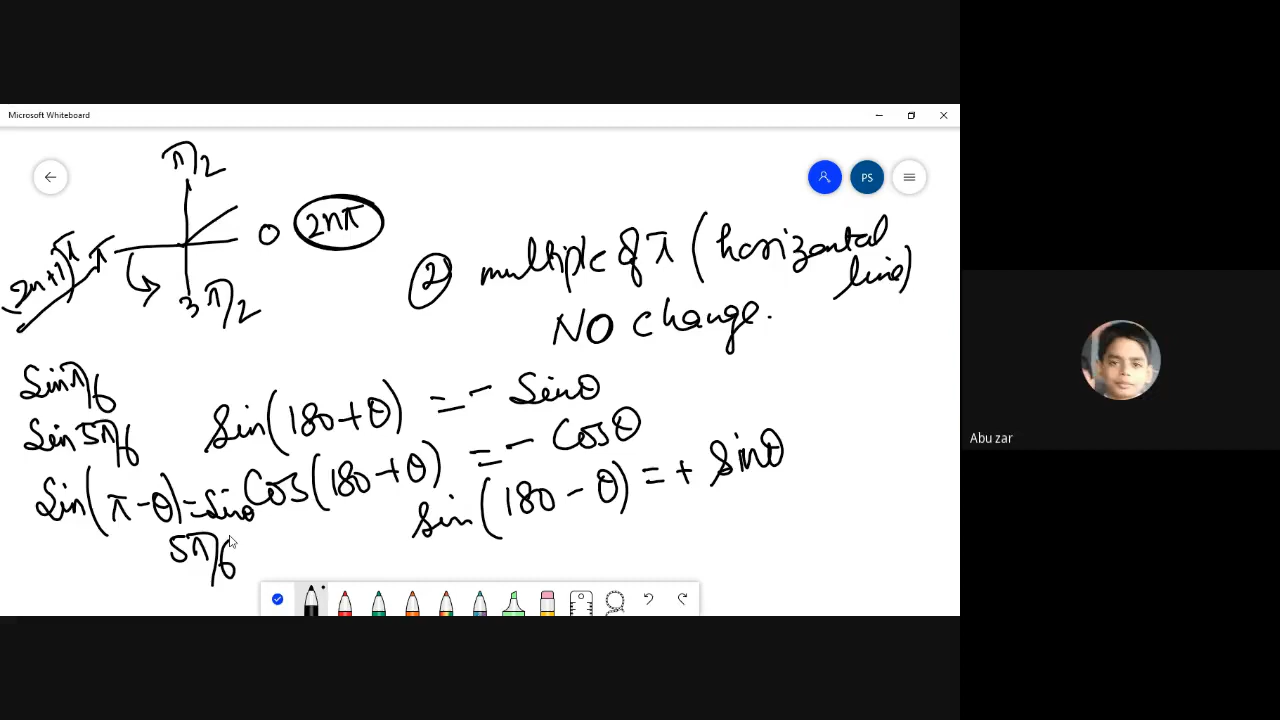 Microsoft Whiteboard
π/2
0 2nπ
(2n+1)π π
3π/2
PS
② multiple of π (horizontal
line)
NO change.
Sin π/6
Sin 5π/6
Sin(π-θ)=Sinθ
5π/6
Sin(180+θ) = - Sinθ
Cos(180+θ) = - Cosθ
Sin(180-θ) = + Sinθ
Abu zar